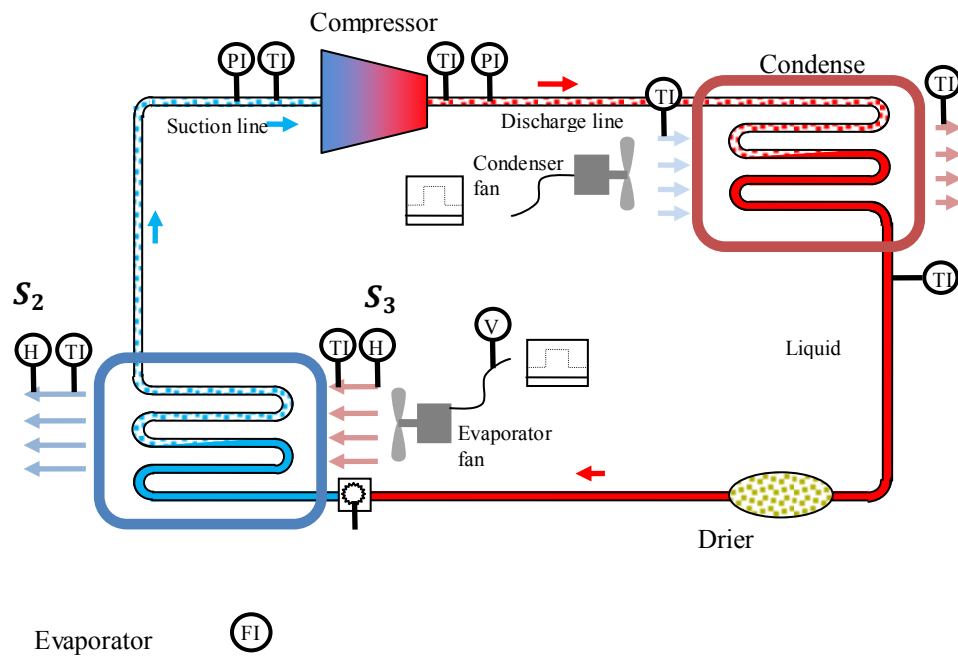 Compressor
PI
TI
TI
PI
Condense
TI
TI
Suction line
Discharge line
Condenser
fan
TI
S₂
S₃
H
TI
TI
H
V
Liquid
Evaporator
fan
Drier
Evaporator
FI